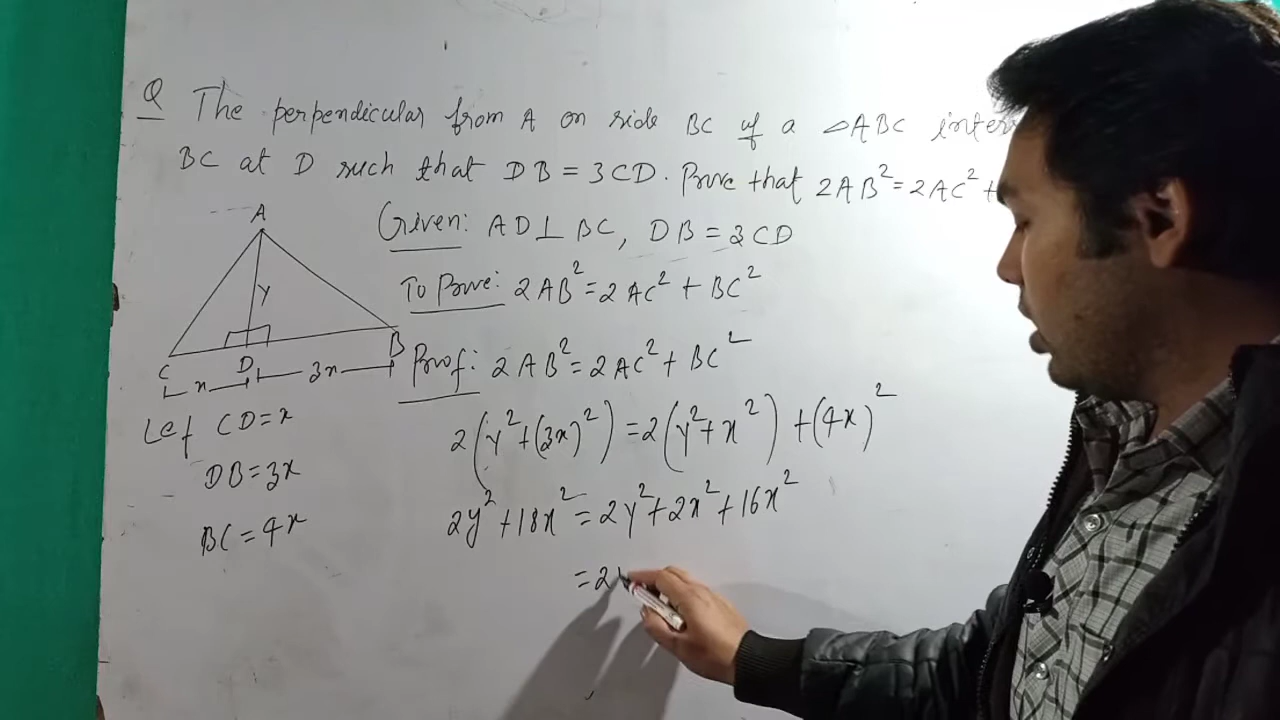 Q The perpendicular from A on side BC of a △ABC inter
BC at D such that DB = 3CD. Prove that 2AB² = 2AC² +
Given: AD ⊥ BC, DB = 3CD
To Prove: 2AB² = 2AC² + BC²
Proof: 2AB² = 2AC² + BC²
2(y² + (3x)²) = 2(y² + x²) + (4x)²
2y² + 18x² = 2y² + 2x² + 16x²
= 2
A
y
C
D
B
x
3x
Let CD = x
DB = 3x
BC = 4x